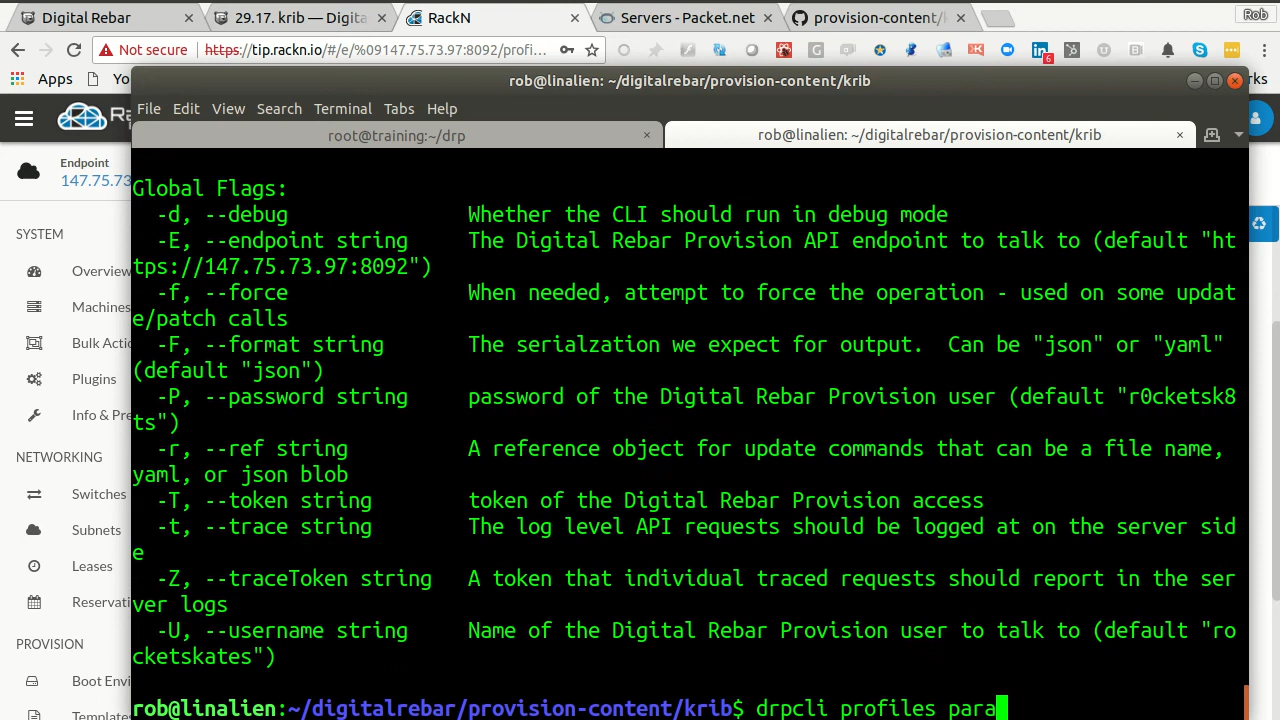 Digital Rebar
29.17. krib — Digita
RackN
Servers - Packet.net
provision-content/k
Rob
Not secure
https://tip.rackn.io/#/e/%09147.75.73.97:8092/profi...
6
Apps
Yo
rks
rob@linalien: ~/digitalrebar/provision-content/krib
File Edit View Search Terminal Tabs Help
root@training:~/drp
rob@linalien: ~/digitalrebar/provision-content/krib
Endpoint
147.75.73
SYSTEM
Overview
Machines
Bulk Actic
Plugins
Info & Pre
NETWORKING
Switches
Subnets
Leases
Reservati
PROVISION
Boot Envi
Templates
Global Flags:
-d, --debug Whether the CLI should run in debug mode
-E, --endpoint string The Digital Rebar Provision API endpoint to talk to (default "ht
tps://147.75.73.97:8092")
-f, --force When needed, attempt to force the operation - used on some updat
e/patch calls
-F, --format string The serialzation we expect for output. Can be "json" or "yaml"
(default "json")
-P, --password string password of the Digital Rebar Provision user (default "r0cketsk8
ts")
-r, --ref string A reference object for update commands that can be a file name,
yaml, or json blob
-T, --token string token of the Digital Rebar Provision access
-t, --trace string The log level API requests should be logged at on the server sid
e
-Z, --traceToken string A token that individual traced requests should report in the ser
ver logs
-U, --username string Name of the Digital Rebar Provision user to talk to (default "ro
cketskates")
rob@linalien:~/digitalrebar/provision-content/krib$ drpcli profiles para